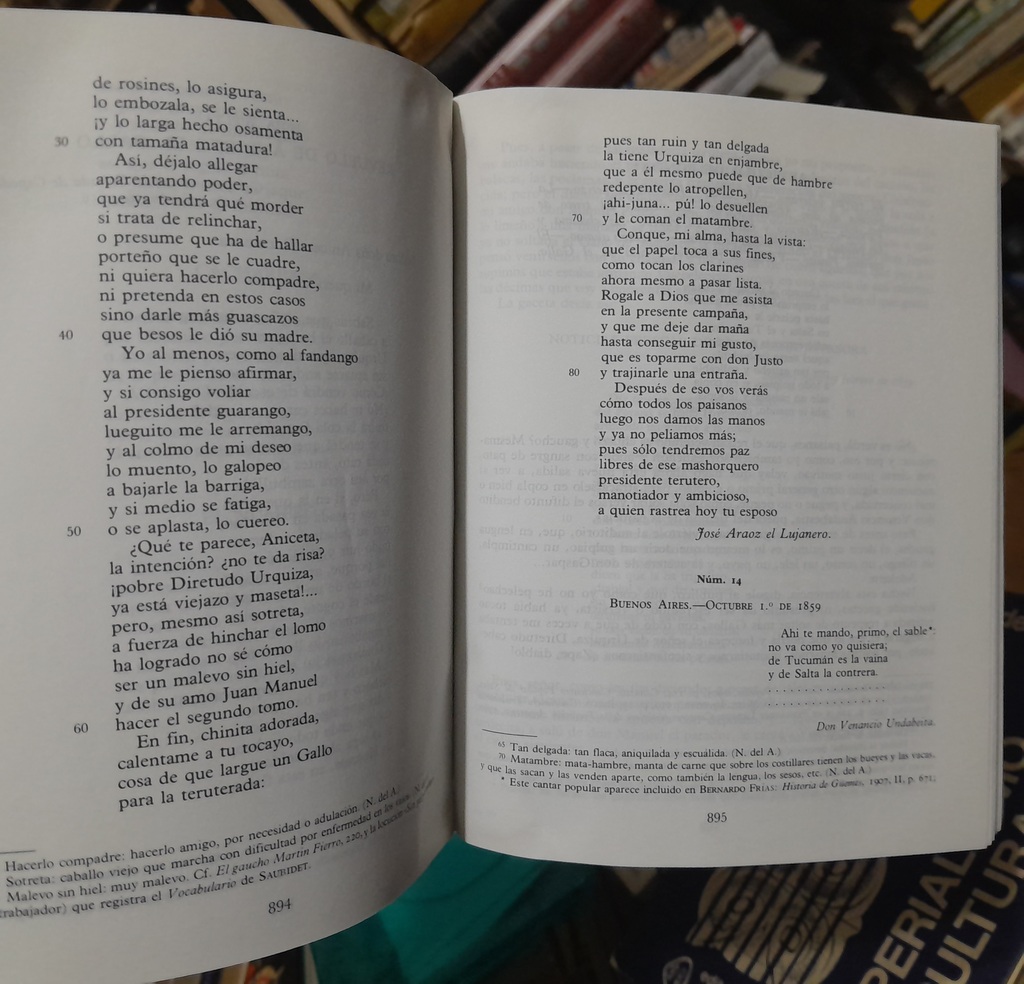 de rosines, lo asigura,
lo embozala, se le sienta...
¡y lo larga hecho osamenta
30 con tamaña matadura!
Así, déjalo allegar
aparentando poder,
que ya tendrá qué morder
si trata de relinchar,
o presume que ha de hallar
porteño que se le cuadre,
ni quiera hacerlo compadre,
ni pretenda en estos casos
sino darle más guascazos
40 que besos le dió su madre.
Yo al menos, como al fandango
ya me le pienso afirmar,
y si consigo voliar
al presidente guarango,
lueguito me le arremango,
y al colmo de mi deseo
lo muento, lo galopeo
a bajarle la barriga,
y si medio se fatiga,
50 o se aplasta, lo cuereo.
¿Qué te parece, Aniceta,
la intención? ¿no te da risa?
¡pobre Diretudo Urquiza,
ya está viejazo y maseta!...
pero, mesmo así sotreta,
a fuerza de hinchar el lomo
ha logrado no sé cómo
ser un malevo sin hiel,
y de su amo Juan Manuel
60 hacer el segundo tomo.
En fin, chinita adorada,
calentame a tu tocayo,
cosa de que largue un Gallo
para la teruterada:
Hacerlo compadre: hacerlo amigo, por necesidad o adulación. (N. del A.)
Sotreta: caballo viejo que marcha con dificultad por enfermedad en los
Malevo sin hiel: muy malevo. Cf. El gaucho Martín Fierro, 220, y la locución
trabajador) que registra el Vocabulario de SAUBIDET.
894
pues tan ruin y tan delgada
la tiene Urquiza en enjambre,
que a él mesmo puede que de hambre
redepente lo atropellen,
¡ahi-juna... pú! lo desuellen
70 y le coman el matambre.
Conque, mi alma, hasta la vista:
que el papel toca a sus fines,
como tocan los clarines
ahora mesmo a pasar lista.
Rogale a Dios que me asista
en la presente campaña,
y que me deje dar maña
hasta conseguir mi gusto,
que es toparme con don Justo
80 y trajinarle una entraña.
Después de eso vos verás
cómo todos los paisanos
luego nos damos las manos
y ya no peliamos más;
pues sólo tendremos paz
libres de ese mashorquero
presidente terutero,
manotiador y ambicioso,
a quien rastrea hoy tu esposo
José Araoz el Lujanero.
Núm. 14
BUENOS AIRES.—OCTUBRE 1.º DE 1859
Ahi te mando, primo, el sable*:
no va como yo quisiera;
de Tucumán es la vaina
y de Salta la contrera.
. . . . . . . . . . . . . . . .
. . . . . . . . . . . . . . . .
Don Venancio Undabeita.
65 Tan delgada: tan flaca, aniquilada y escuálida. (N. del A.)
70 Matambre: mata-hambre, manta de carne que sobre los costillares tienen los bueyes y las vacas,
y que las sacan y las venden aparte, como también la lengua, los sesos, etc. (N. del A.)
* Este cantar popular aparece incluido en BERNARDO FRÍAS: Historia de Güemes, 1907, II, p. 671.
895
PERIAL
CULTURA